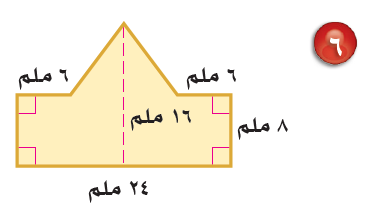 ٦
٦ ملم
٦ ملم
١٦ ملم
٨ ملم
٢٤ ملم